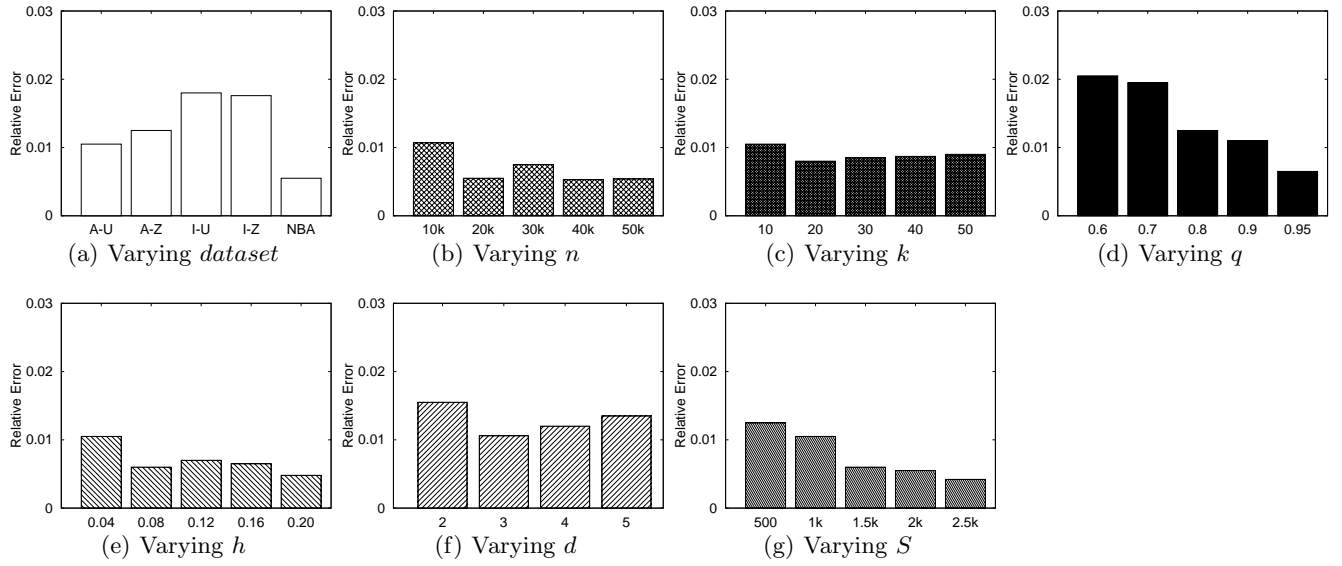 0.03
0.02
0.01
0
Relative Error
A-U A-Z I-U I-Z NBA
(a) Varying dataset
0.03
0.02
0.01
0
Relative Error
10k 20k 30k 40k 50k
(b) Varying n
0.03
0.02
0.01
0
Relative Error
10 20 30 40 50
(c) Varying k
0.03
0.02
0.01
0
Relative Error
0.6 0.7 0.8 0.9 0.95
(d) Varying q
0.03
0.02
0.01
0
Relative Error
0.04 0.08 0.12 0.16 0.20
(e) Varying h
0.03
0.02
0.01
0
Relative Error
2 3 4 5
(f) Varying d
0.03
0.02
0.01
0
Relative Error
500 1k 1.5k 2k 2.5k
(g) Varying S